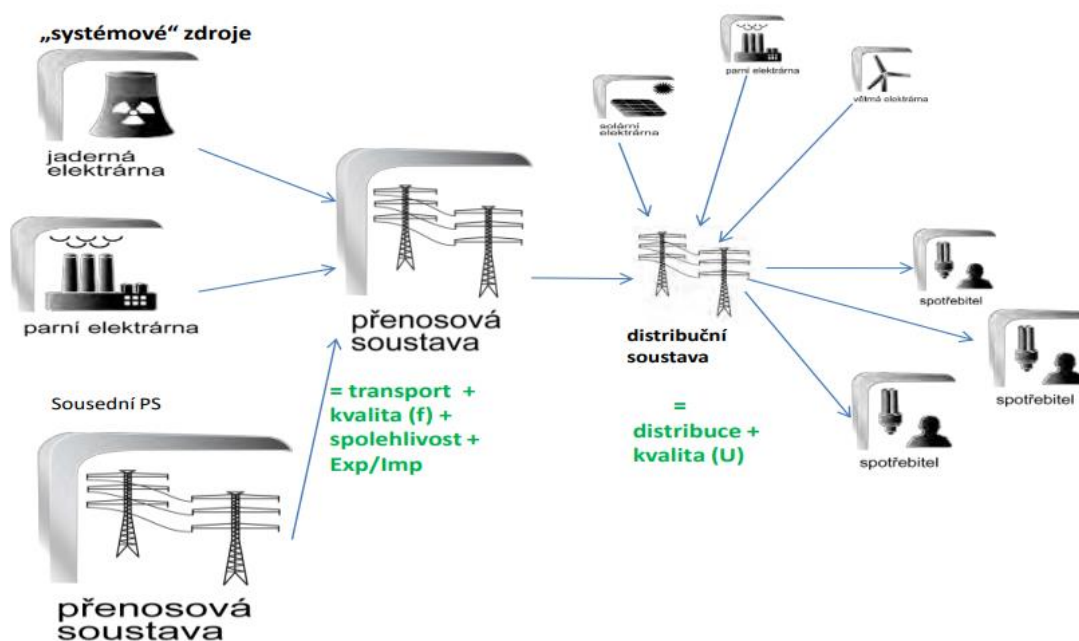 „systémové“ zdroje
jaderná
elektrárna
parní elektrárna
Sousední PS
přenosová
soustava
přenosová
soustava
= transport +
kvalita (f) +
spolehlivost +
Exp/Imp
solární
elektrárna
parní elektrárna
větrná elektrárna
distribuční
soustava
=
distribuce +
kvalita (U)
spotřebitel
spotřebitel
spotřebitel